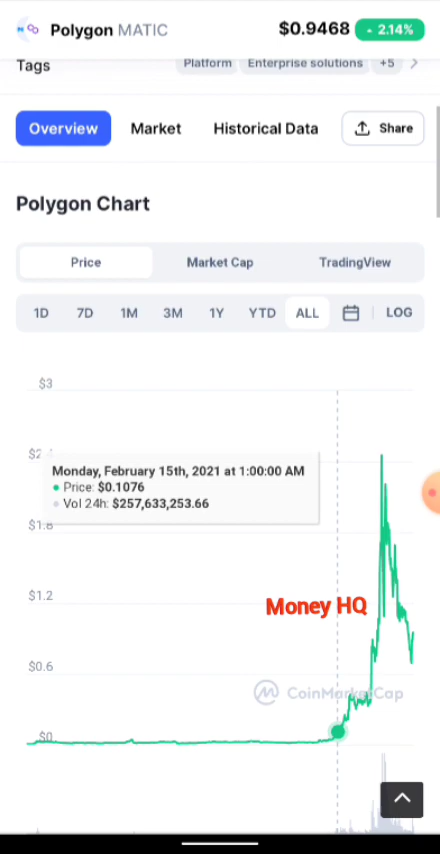 Polygon MATIC $0.9468 2.14%
Tags Platform Enterprise solutions +5
Overview Market Historical Data Share
Polygon Chart
Price Market Cap TradingView
1D 7D 1M 3M 1Y YTD ALL LOG
$3
Monday, February 15th, 2021 at 1:00:00 AM
Price: $0.1076
Vol 24h: $257,633,253.66
$1.8
$1.2
Money HQ
$0.6
CoinMarketCap
$0